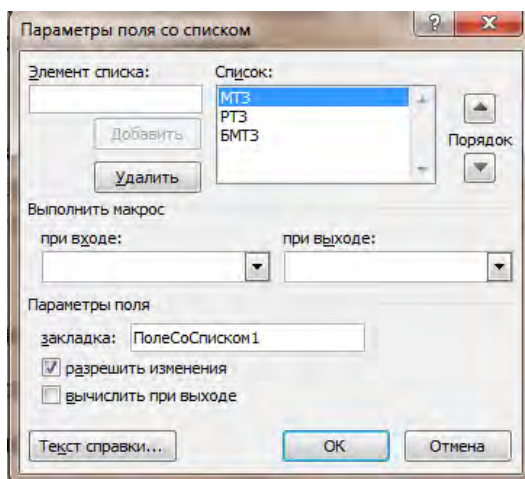 Параметры поля со списком
Элемент списка:
Список:
МТЗ
РТЗ
БМТЗ
Добавить
Удалить
Порядок
Выполнить макрос
при входе:
при выходе:
Параметры поля
закладка: ПолеСоСписком1
разрешить изменения
вычислить при выходе
Текст справки...
ОК
Отмена